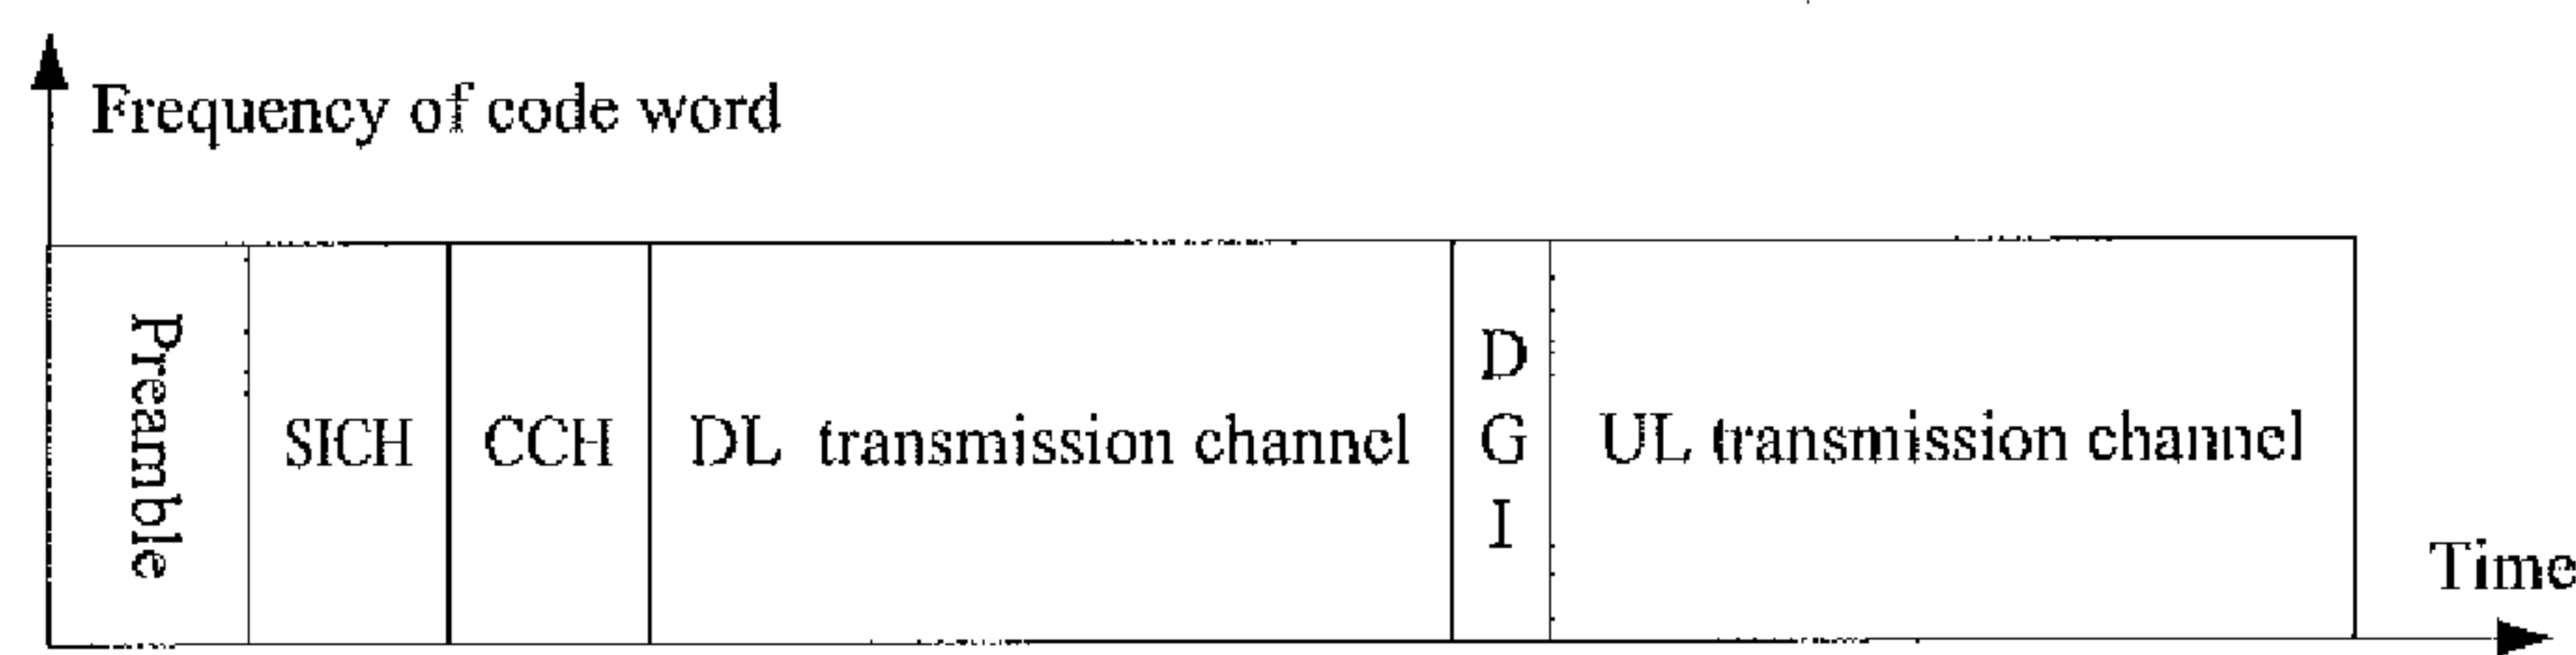 Frequency of code word
Preamble
SICH
CCH
DL transmission channel
D
G
I
UL transmission channel
Time